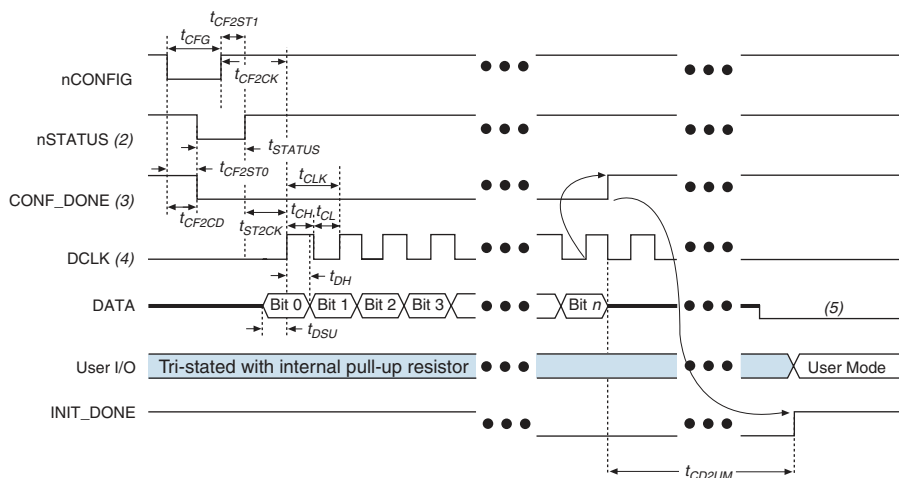 tCF2ST1
tCFG
nCONFIG
tCF2CK
nSTATUS (2)
tSTATUS
tCF2ST0
tCLK
CONF_DONE (3)
tCF2CD
tCH tCL
tST2CK
DCLK (4)
tDH
DATA Bit 0 Bit 1 Bit 2 Bit 3 Bit n (5)
tDSU
User I/O Tri-stated with internal pull-up resistor User Mode
INIT_DONE
tCD2UM